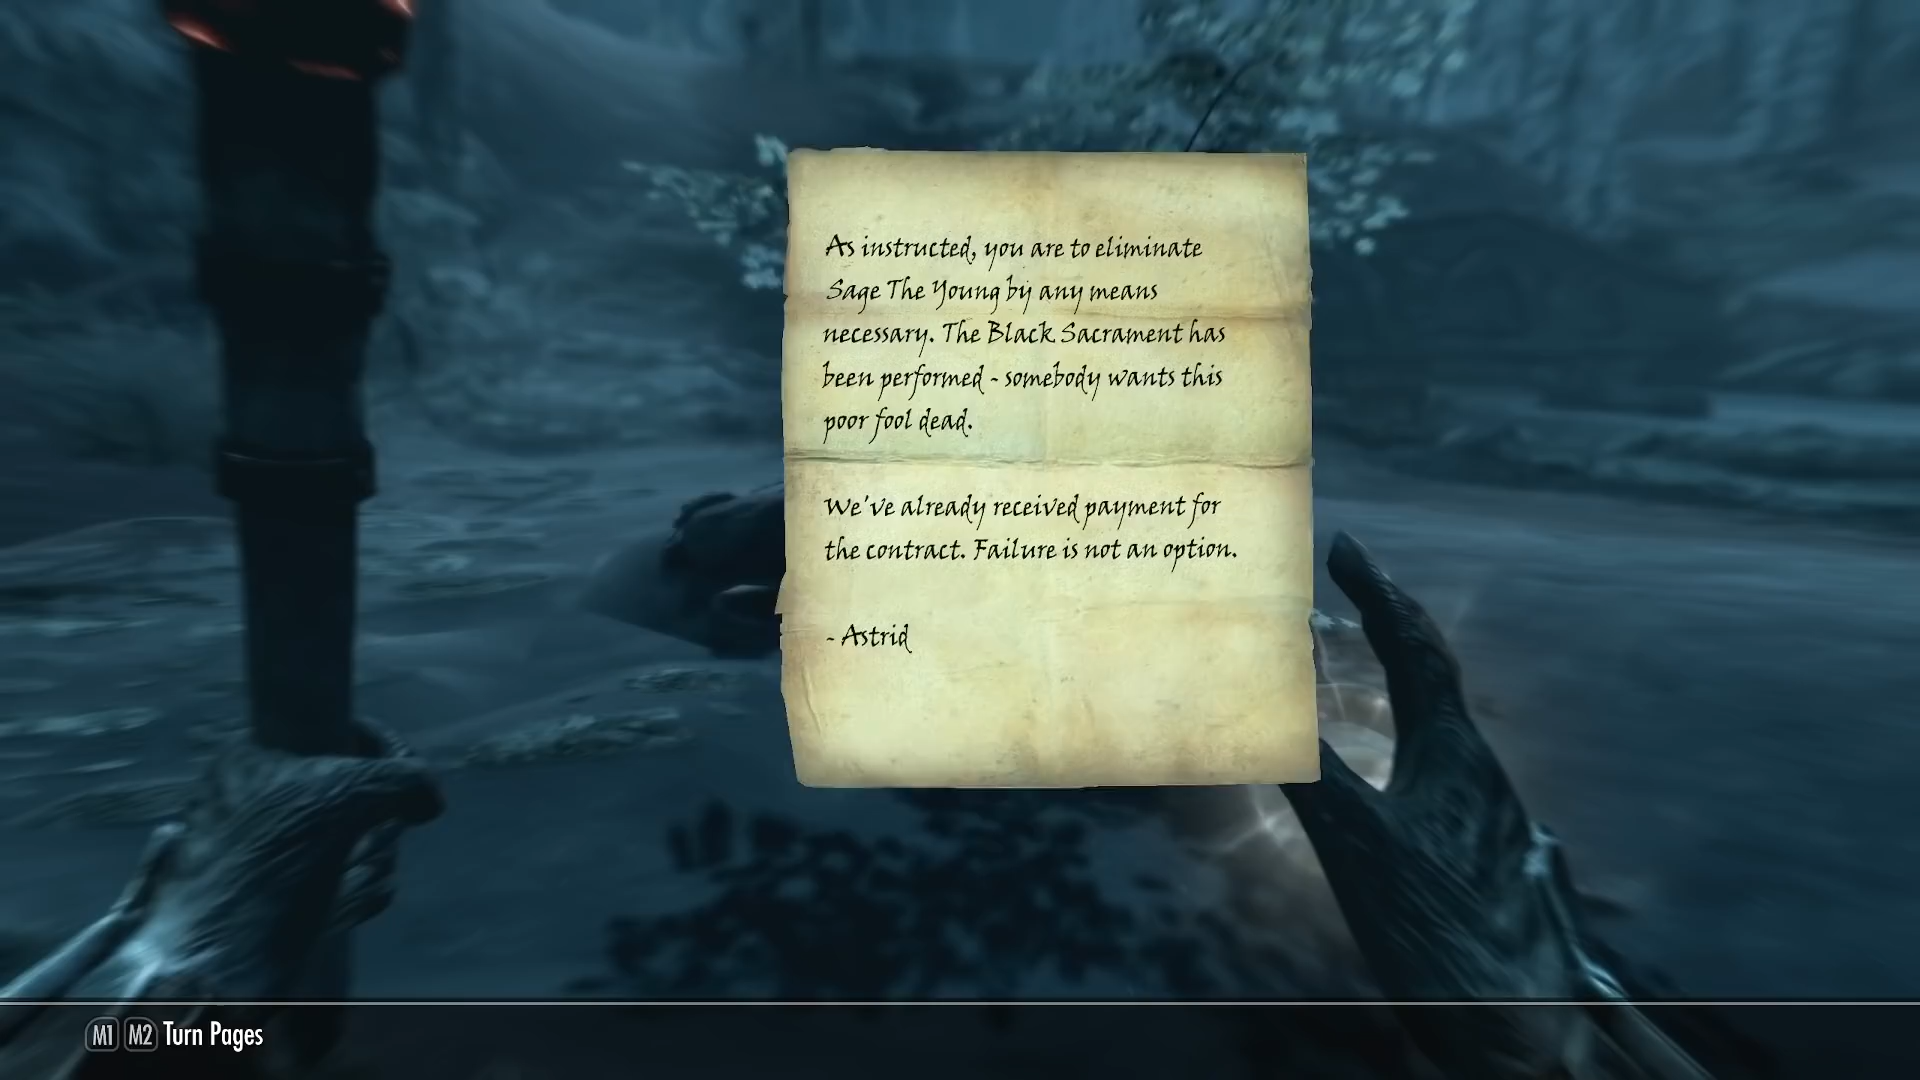 As instructed, you are to eliminate
Sage The Young by any means
necessary. The Black Sacrament has
been performed - somebody wants this
poor fool dead.
We've already received payment for
the contract. Failure is not an option.
- Astrid
M1 M2 Turn Pages